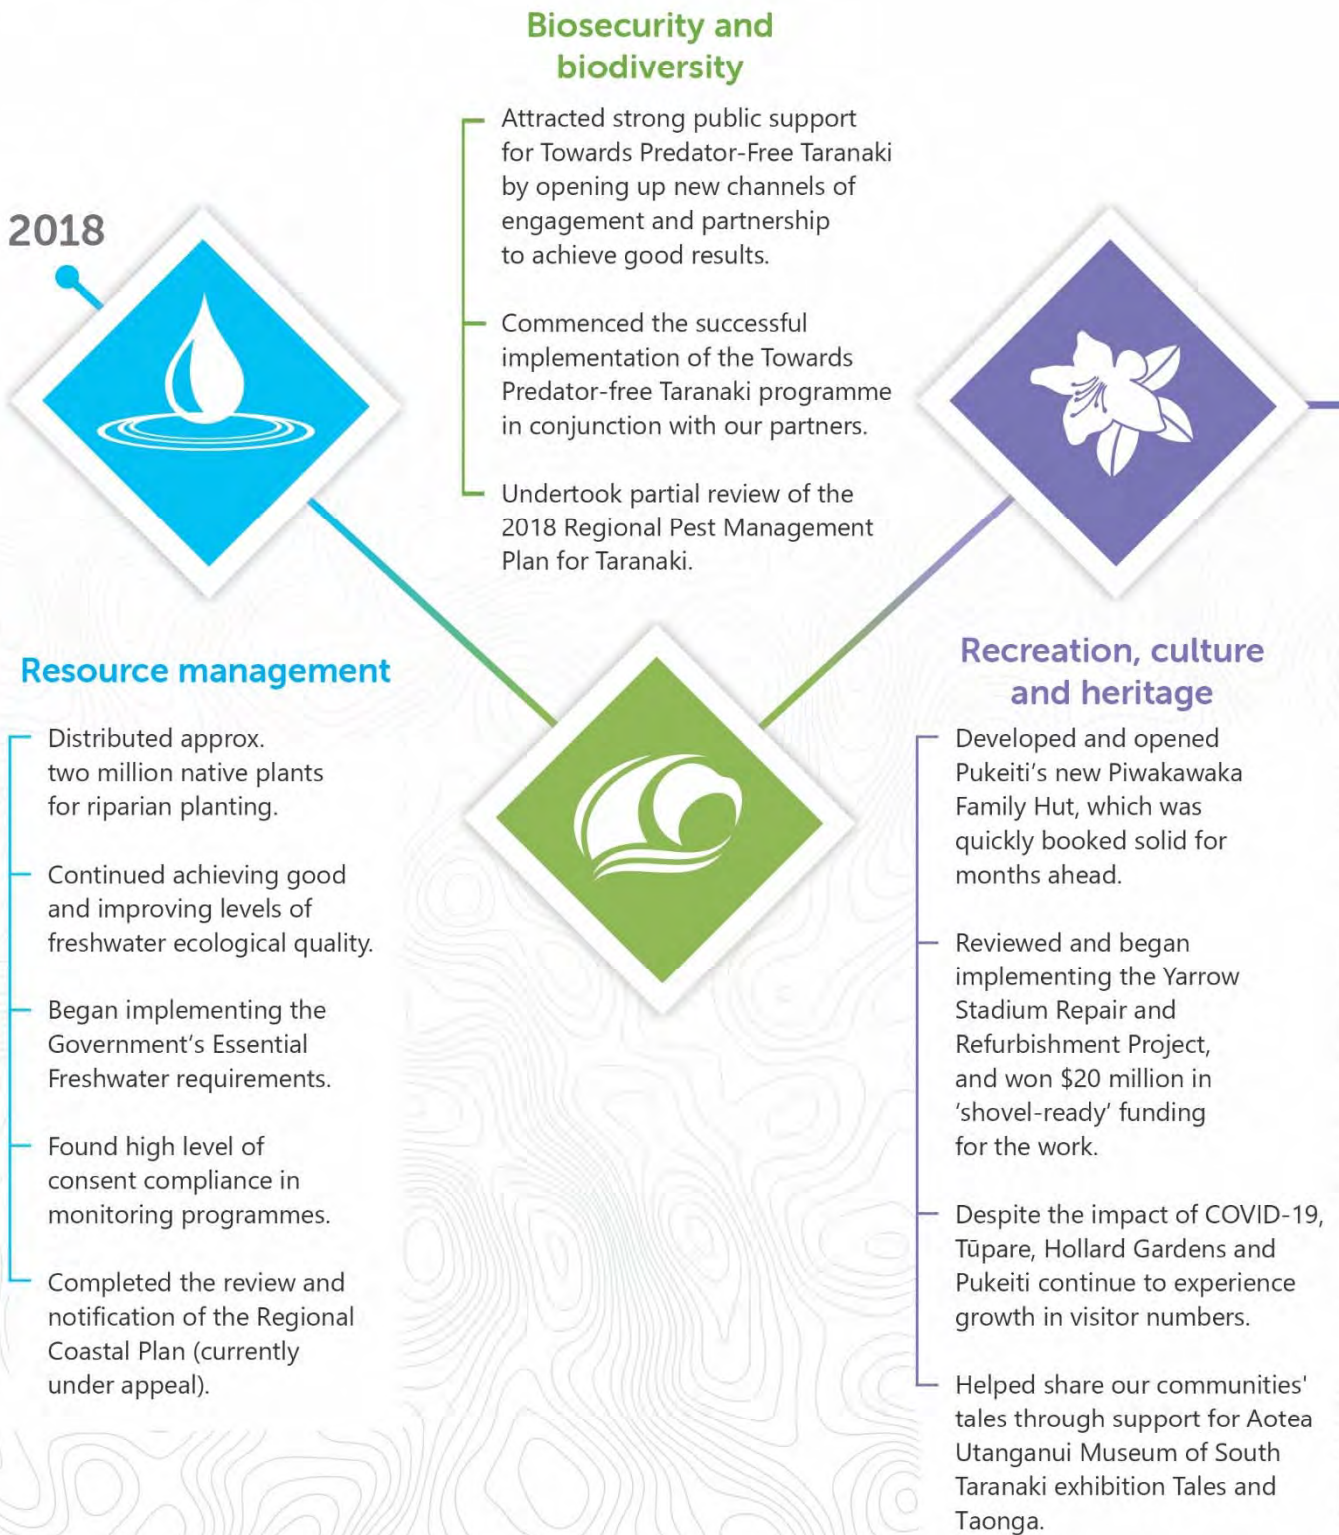 2018
Resource management
Distributed approx.
two million native plants
for riparian planting.
Continued achieving good
and improving levels of
freshwater ecological quality.
Began implementing the
Government's Essential
Freshwater requirements.
Found high level of
consent compliance in
monitoring programmes.
Completed the review and
notification of the Regional
Coastal Plan (currently
under appeal).
Biosecurity and
biodiversity
Attracted strong public support
for Towards Predator-Free Taranaki
by opening up new channels of
engagement and partnership
to achieve good results.
Commenced the successful
implementation of the Towards
Predator-free Taranaki programme
in conjunction with our partners.
Undertook partial review of the
2018 Regional Pest Management
Plan for Taranaki.
Recreation, culture
and heritage
Developed and opened
Pukeiti's new Piwakawaka
Family Hut, which was
quickly booked solid for
months ahead.
Reviewed and began
implementing the Yarrow
Stadium Repair and
Refurbishment Project,
and won $20 million in
'shovel-ready' funding
for the work.
Despite the impact of COVID-19,
Tūpare, Hollard Gardens and
Pukeiti continue to experience
growth in visitor numbers.
Helped share our communities'
tales through support for Aotea
Utanganui Museum of South
Taranaki exhibition Tales and
Taonga.